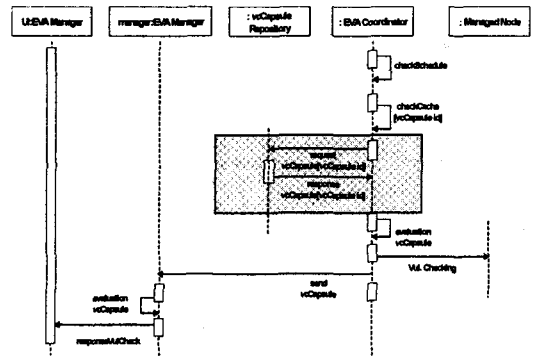 UI:EVA Manager
manager:EVA Manager
: vcCapsule
Repository
: EVA Coordinator
: Managed Node
checkSchedule
checkCache
[vcCapsule id]
request
vcCapsule[vcCapsule id]
response
vcCapsule[vcCapsule id]
evaluation
vcCapsule
Vul. Checking
send
vcCapsule
evaluation
vcCapsule
responseVulCheck